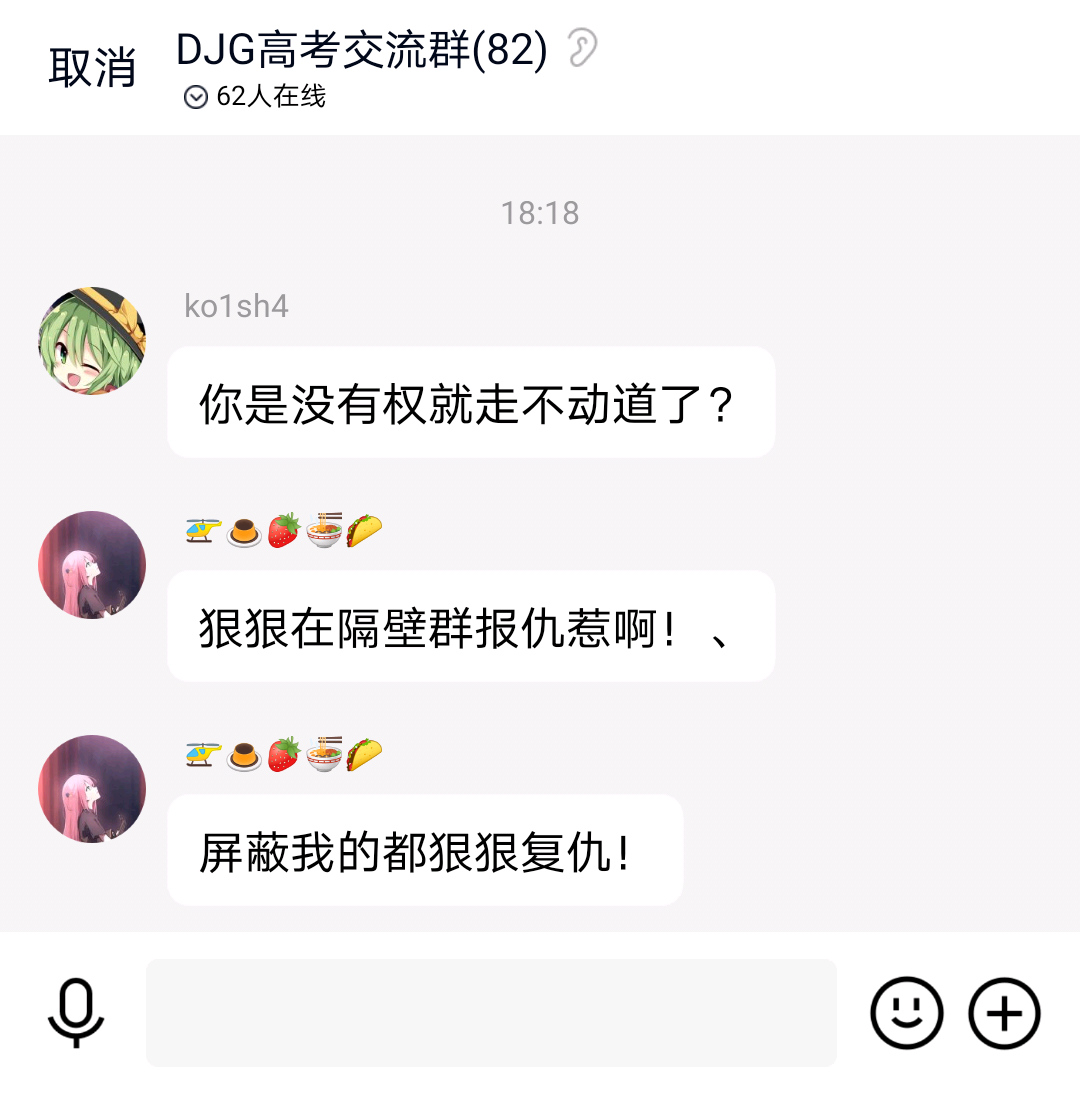 取消
DJG高考交流群(82)
62人在线
18:18
ko1sh4
你是没有权就走不动道了?
🚁🍮🍓🍜🌮
狠狠在隔壁群报仇惹啊! 、
🚁🍮🍓🍜🌮
屏蔽我的都狠狠复仇!